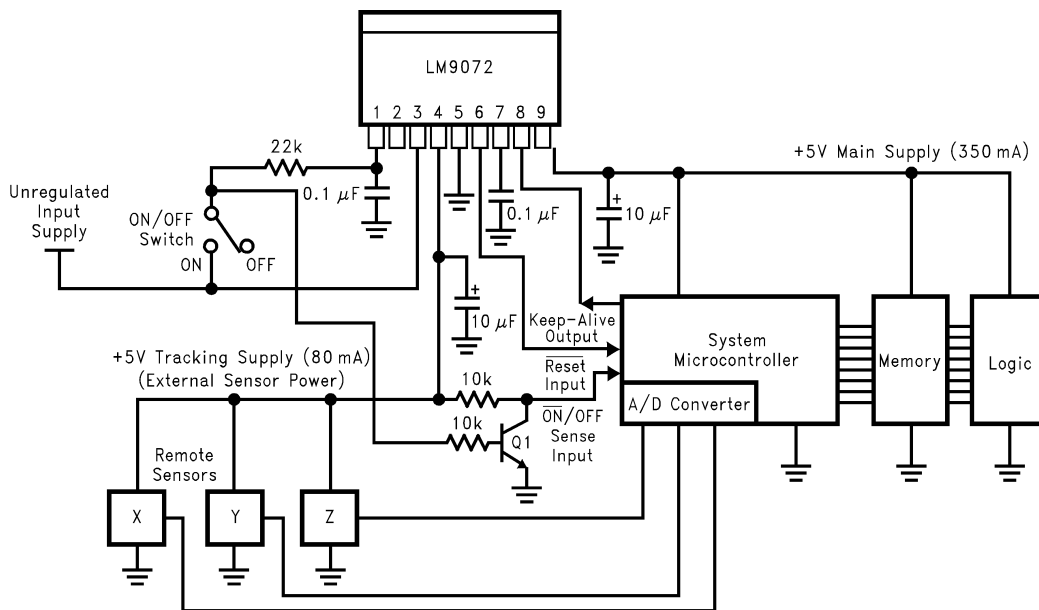 LM9072
1 2 3 4 5 6 7 8 9
22k
+5V Main Supply (350 mA)
Unregulated
Input
Supply
0.1 μF
0.1 μF
10 μF
ON/OFF
Switch
ON
OFF
10 μF
Keep-Alive
Output
System
Microcontroller
Memory
Logic
+5V Tracking Supply (80 mA)
(External Sensor Power)
Reset
Input
10k
A/D Converter
10k
Q1
ON/OFF
Sense
Input
Remote
Sensors
X
Y
Z